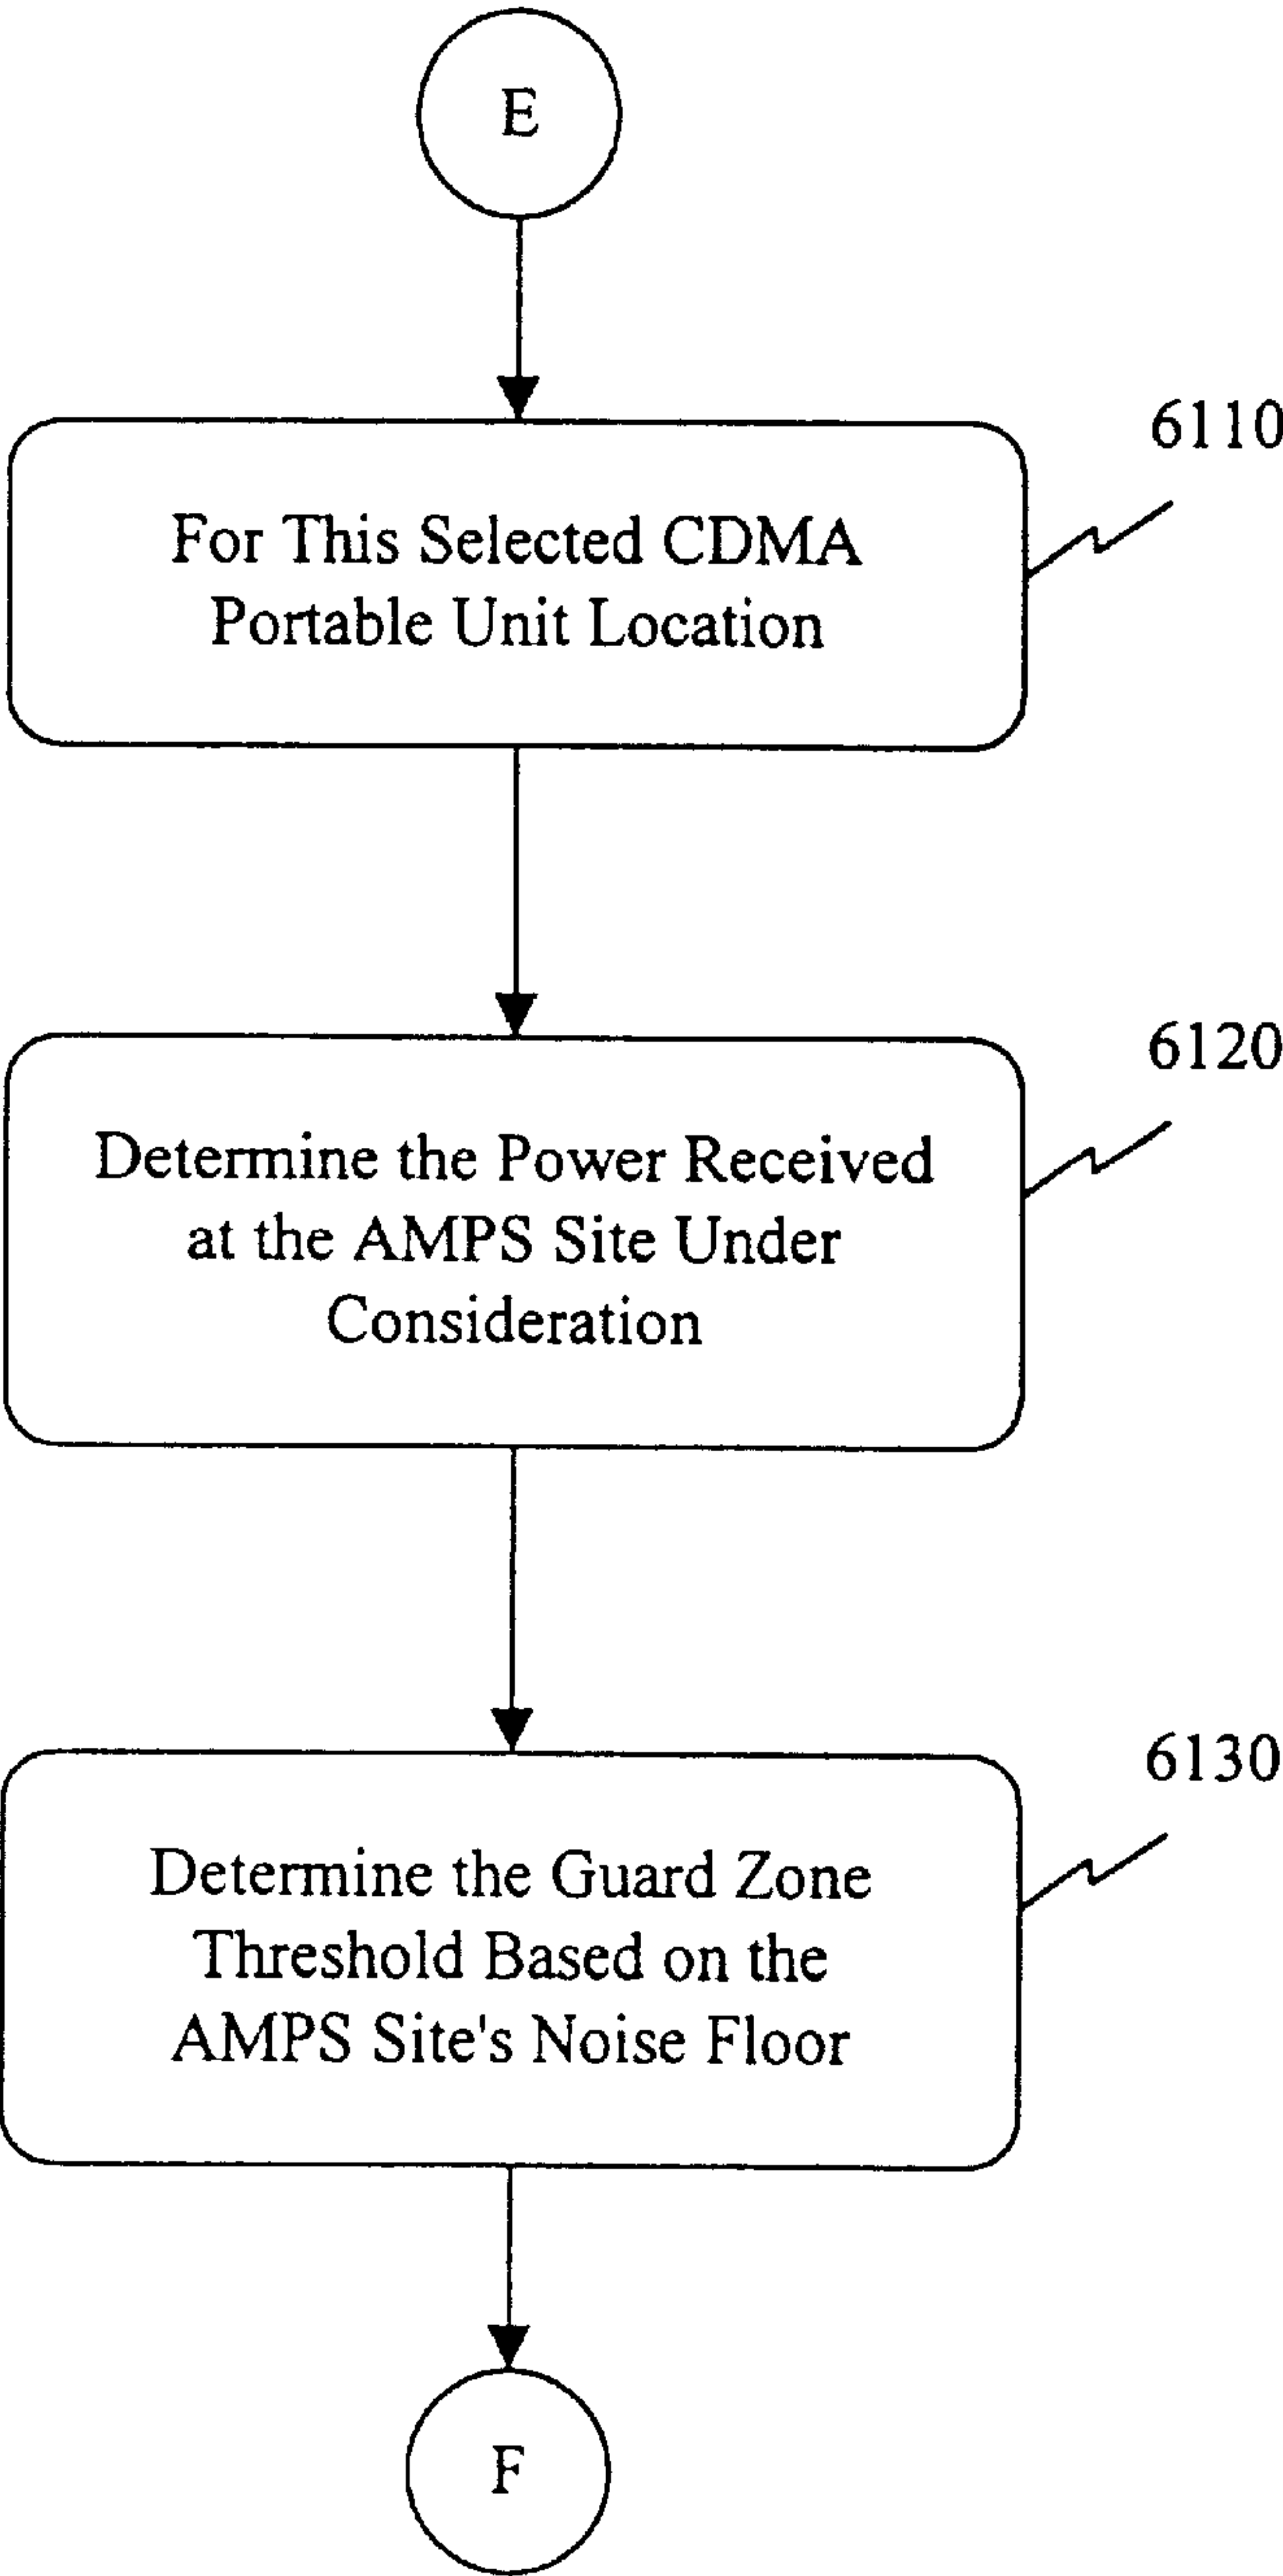 E
6110
For This Selected CDMA
Portable Unit Location
6120
Determine the Power Received
at the AMPS Site Under
Consideration
6130
Determine the Guard Zone
Threshold Based on the
AMPS Site's Noise Floor
F